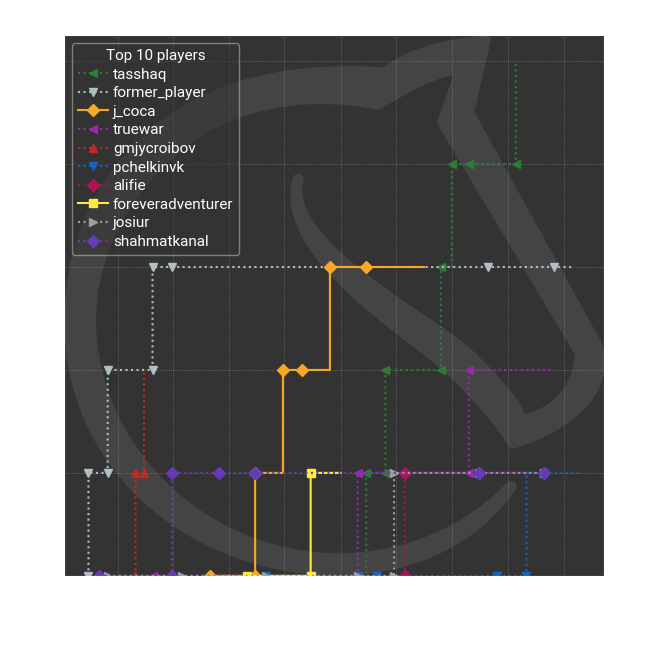 Top 10 players
tasshaq
former_player
j_coca
truewar
gmjycroibov
pchelkinvk
alifie
foreveradventurer
josiur
shahmatkanal